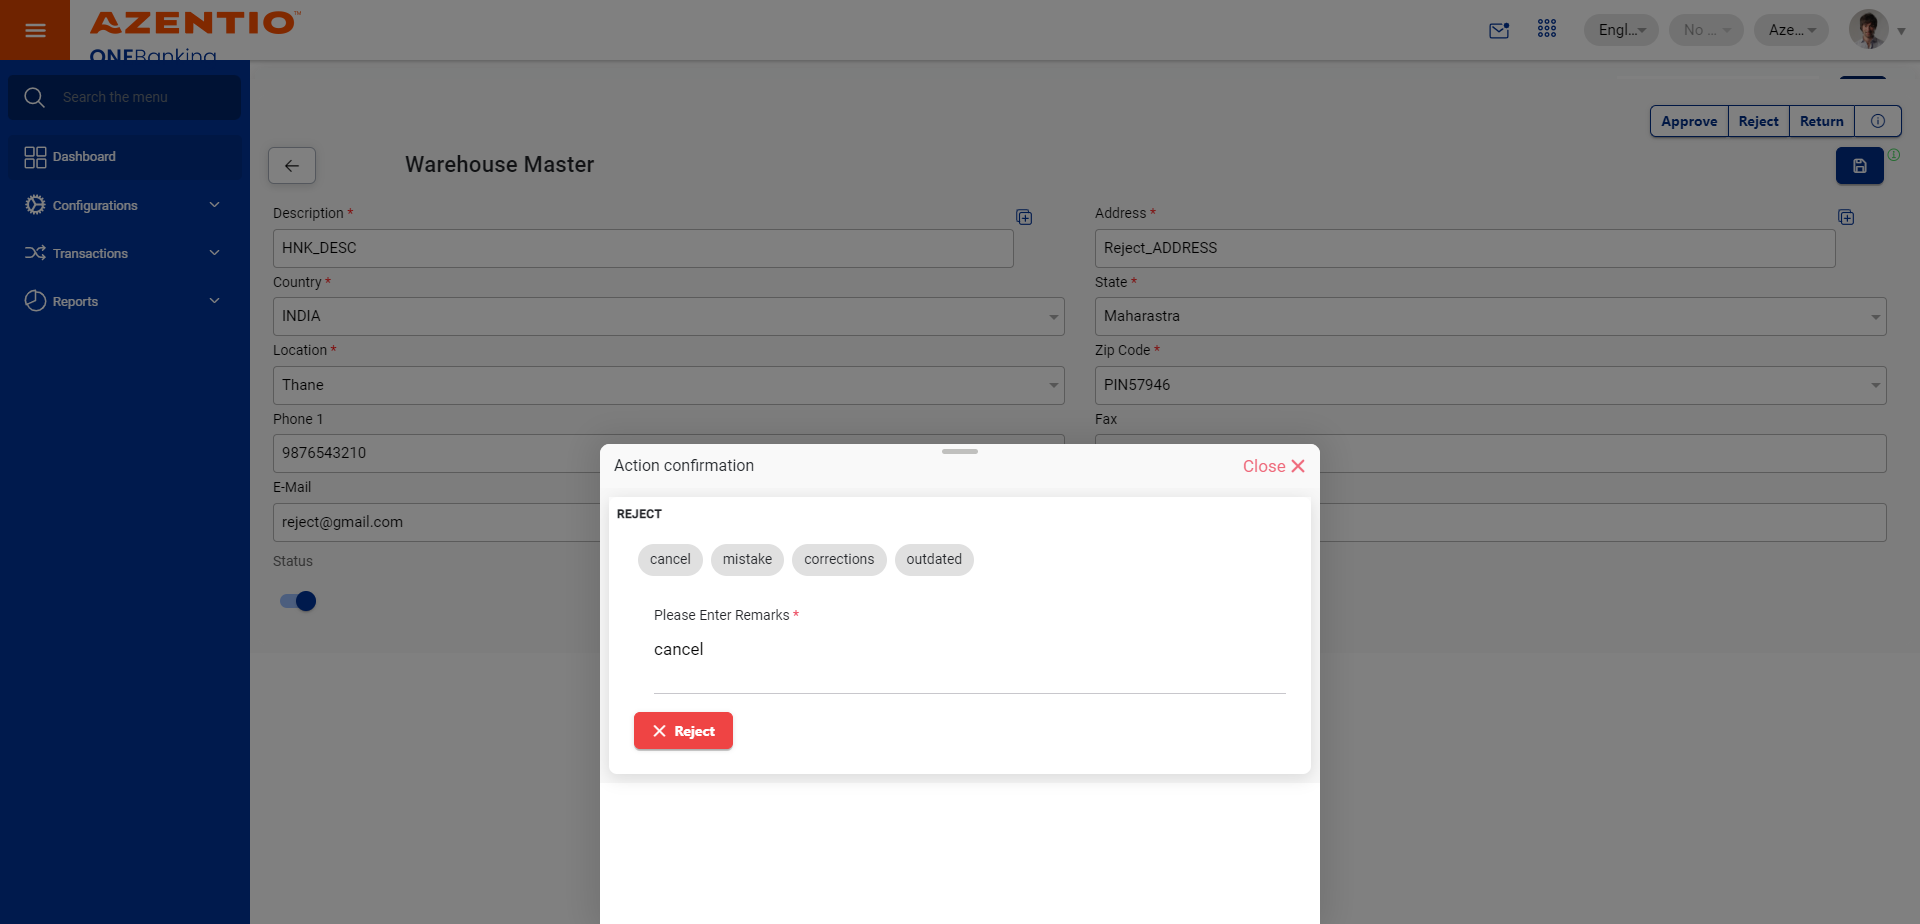 AZENTIO™
ONEBanking
Engl...
No ...
Aze...
Search the menu
Dashboard
Configurations
Transactions
Reports
Approve
Reject
Return
Warehouse Master
Description *
HNK_DESC
Address *
Reject_ADDRESS
Country *
INDIA
State *
Maharastra
Location *
Thane
Zip Code *
PIN57946
Phone 1
9876543210
Fax
E-Mail
reject@gmail.com
Status
Action confirmation
Close
REJECT
cancel
mistake
corrections
outdated
Please Enter Remarks *
cancel
Reject